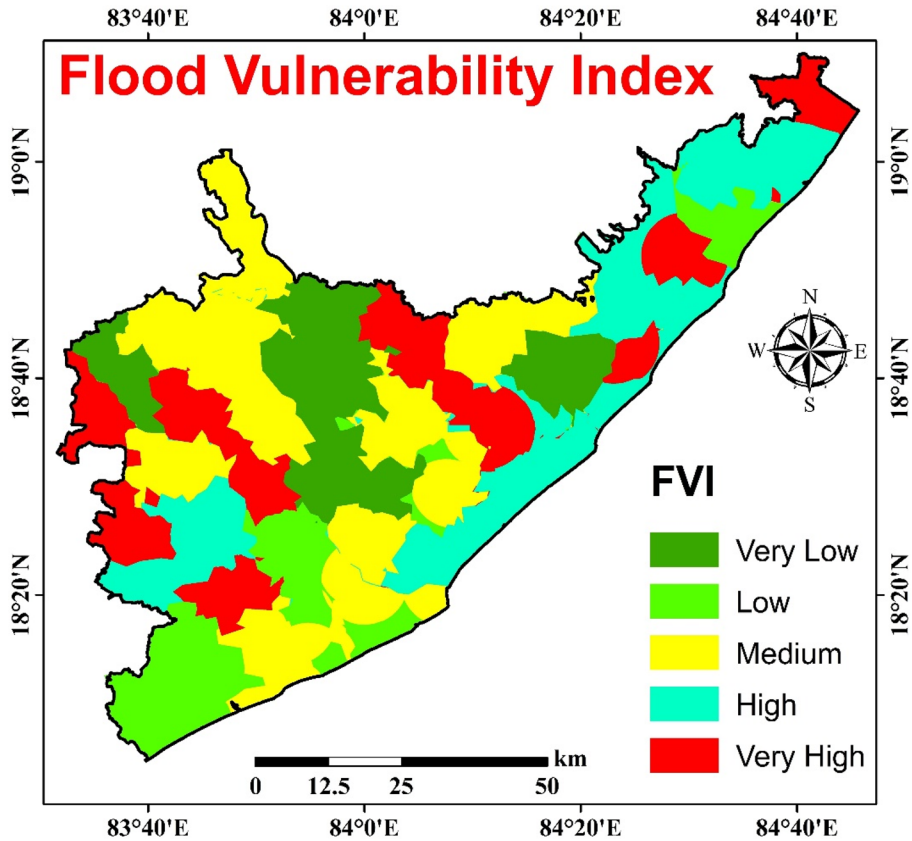 83°40'E 84°0'E 84°20'E 84°40'E
Flood Vulnerability Index
19°0'N 19°0'N
N
W E
S
18°40'N 18°40'N
FVI
Very Low
18°20'N 18°20'N
Low
Medium
High
Very High
km
0 12.5 25 50
83°40'E 84°0'E 84°20'E 84°40'E